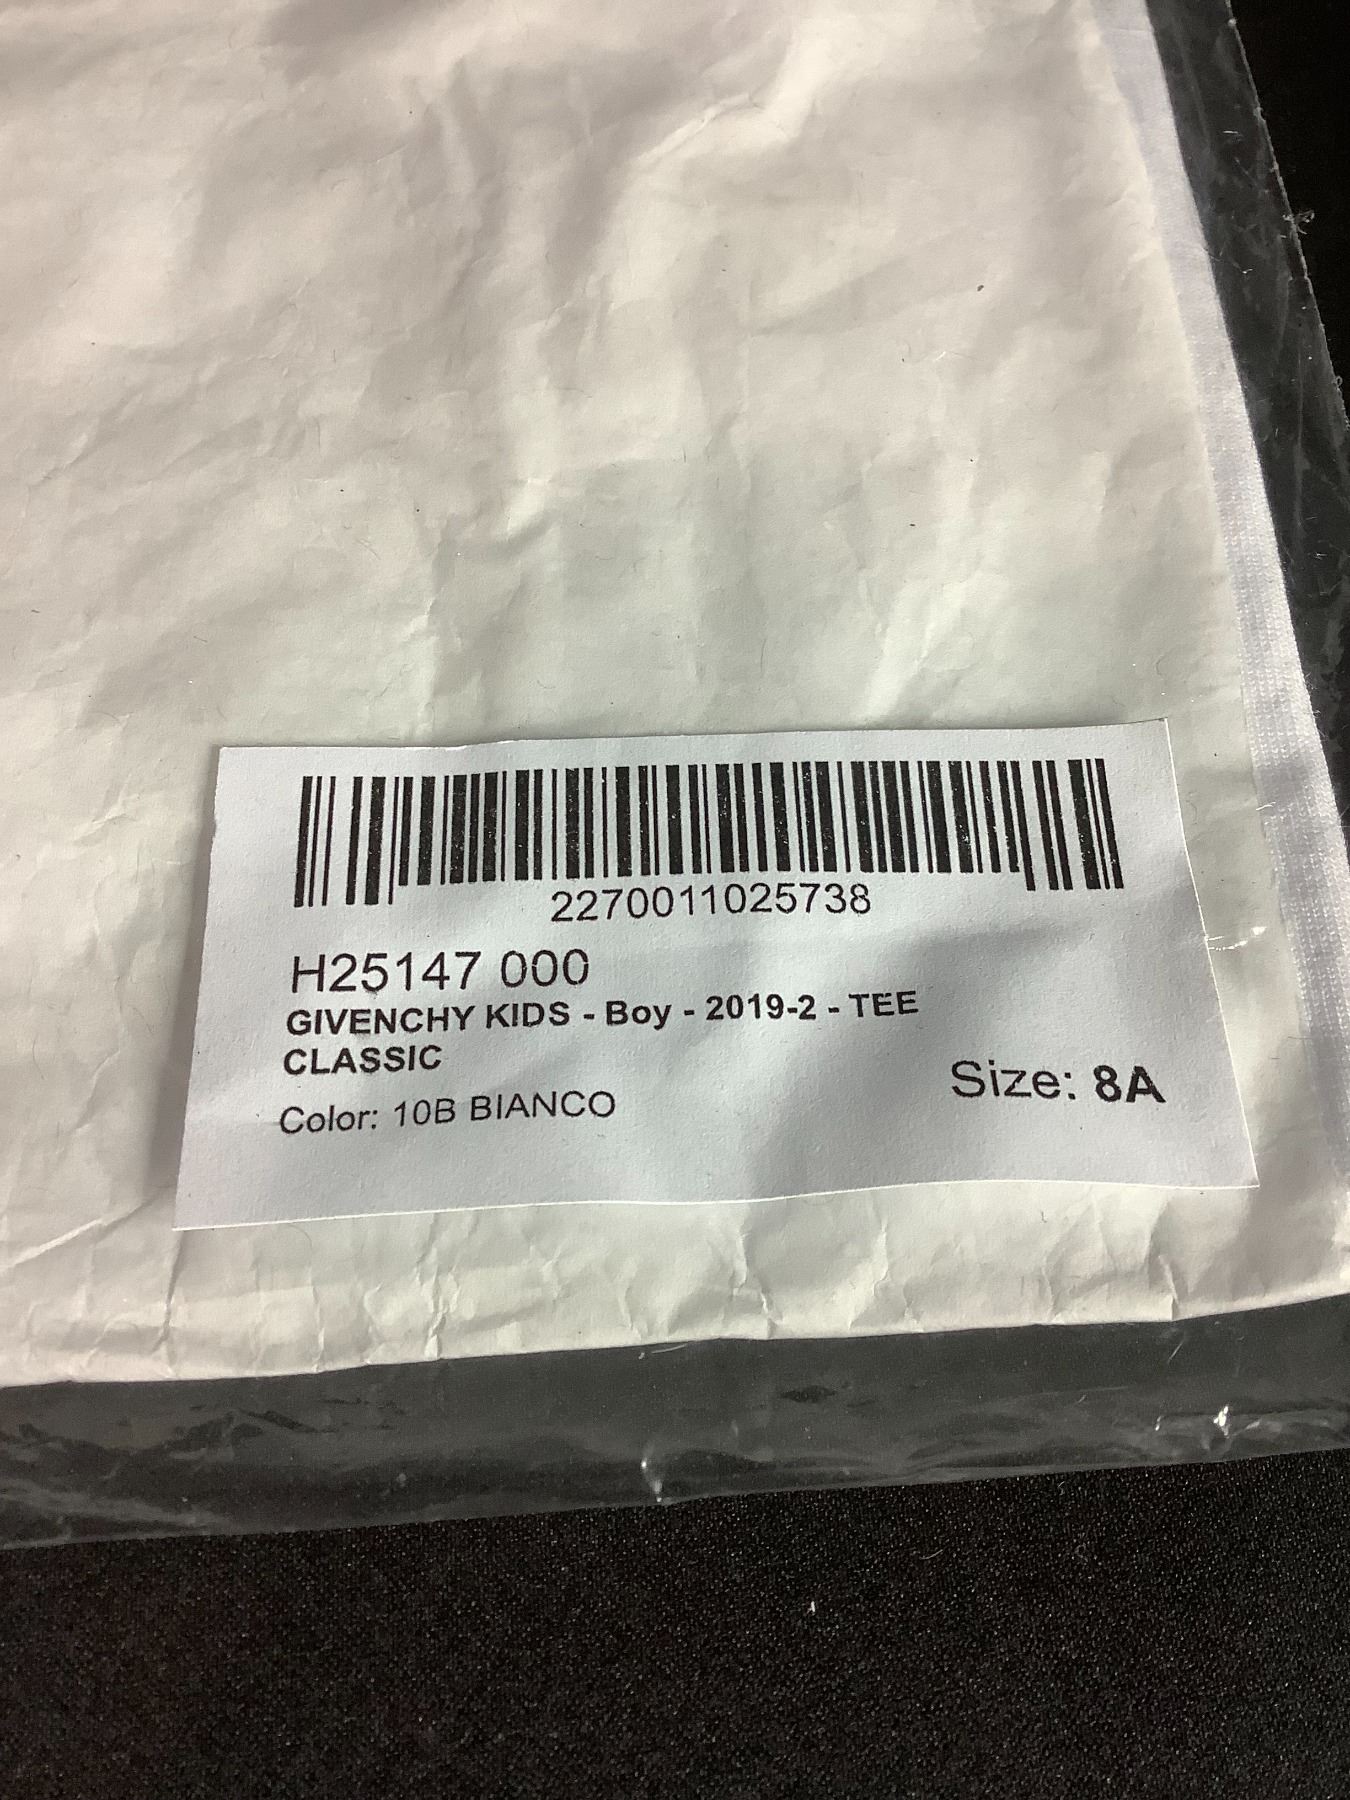 2270011025738
H25147 000
GIVENCHY KIDS - Boy - 2019-2 - TEE
CLASSIC
Color: 10B BIANCO
Size: 8A